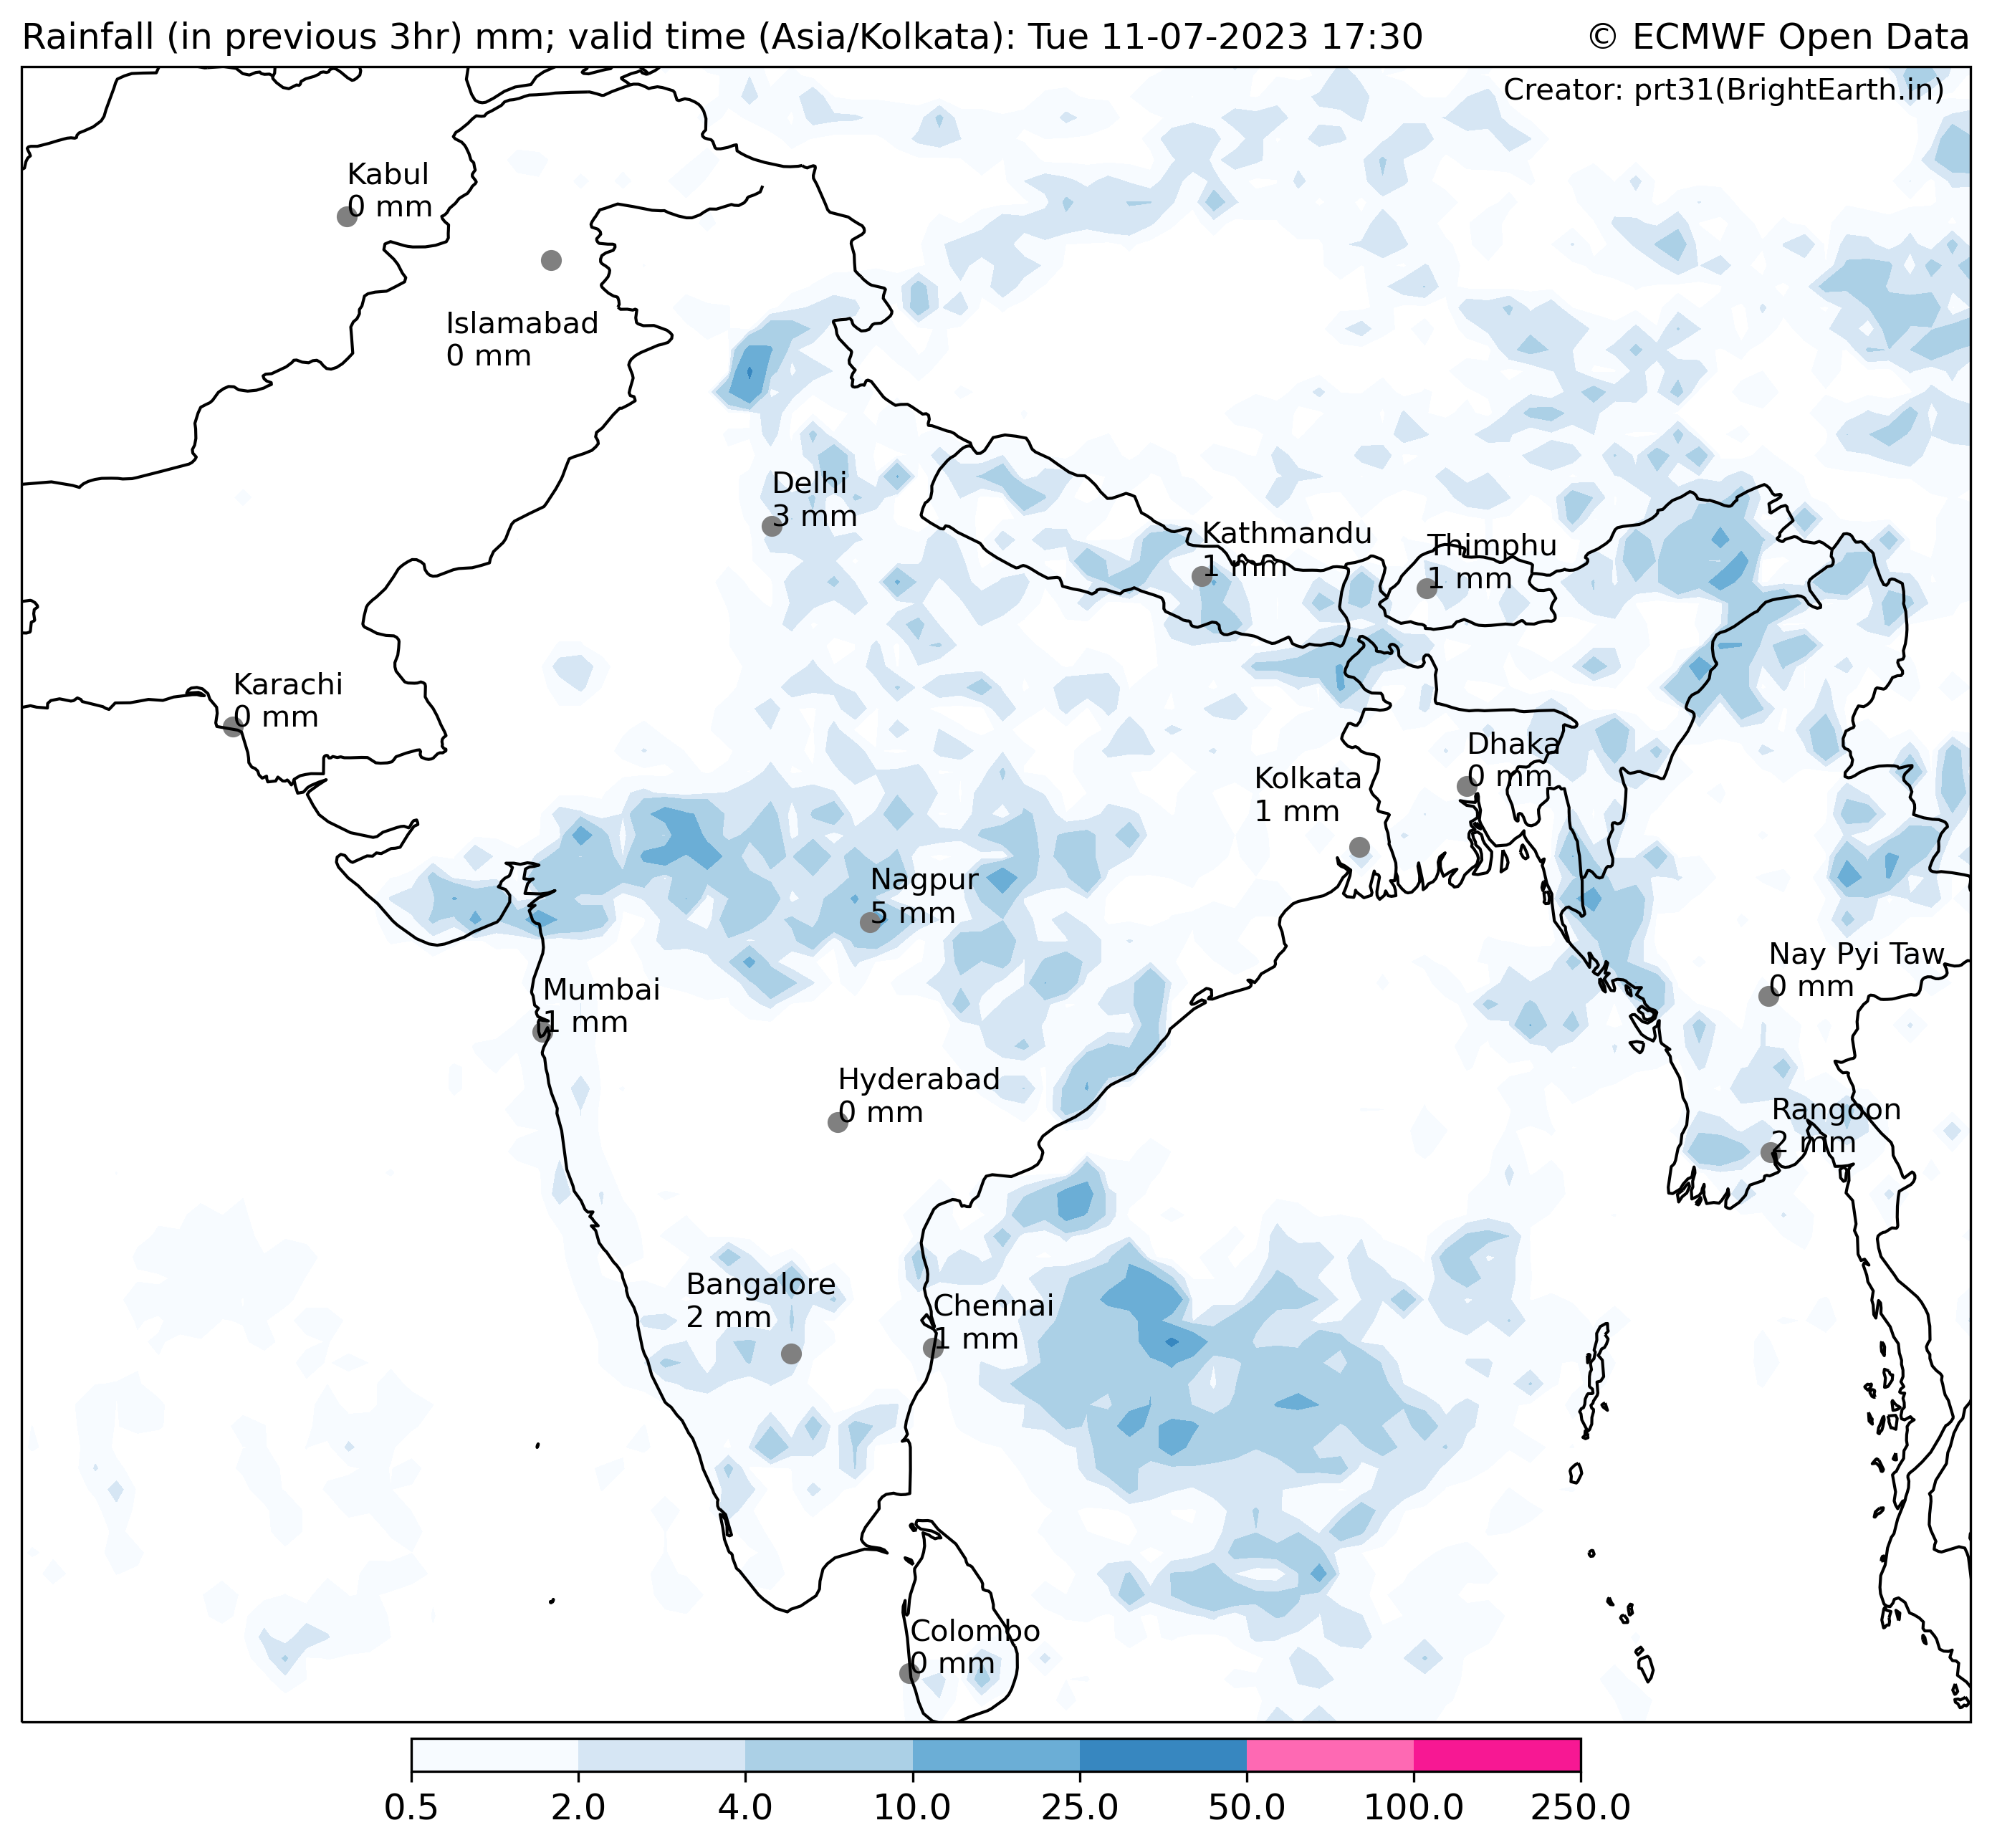 Rainfall (in previous 3hr) mm; valid time (Asia/Kolkata): Tue 11-07-2023 17:30
© ECMWF Open Data
Creator: prt31(BrightEarth.in)
Kabul
0 mm
Islamabad
0 mm
Delhi
3 mm
Kathmandu
1 mm
Thimphu
1 mm
Karachi
0 mm
Dhaka
0 mm
Kolkata
1 mm
Nagpur
5 mm
Nay Pyi Taw
0 mm
Mumbai
1 mm
Hyderabad
0 mm
Rangoon
2 mm
Bangalore
2 mm
Chennai
1 mm
Colombo
0 mm
0.5 2.0 4.0 10.0 25.0 50.0 100.0 250.0